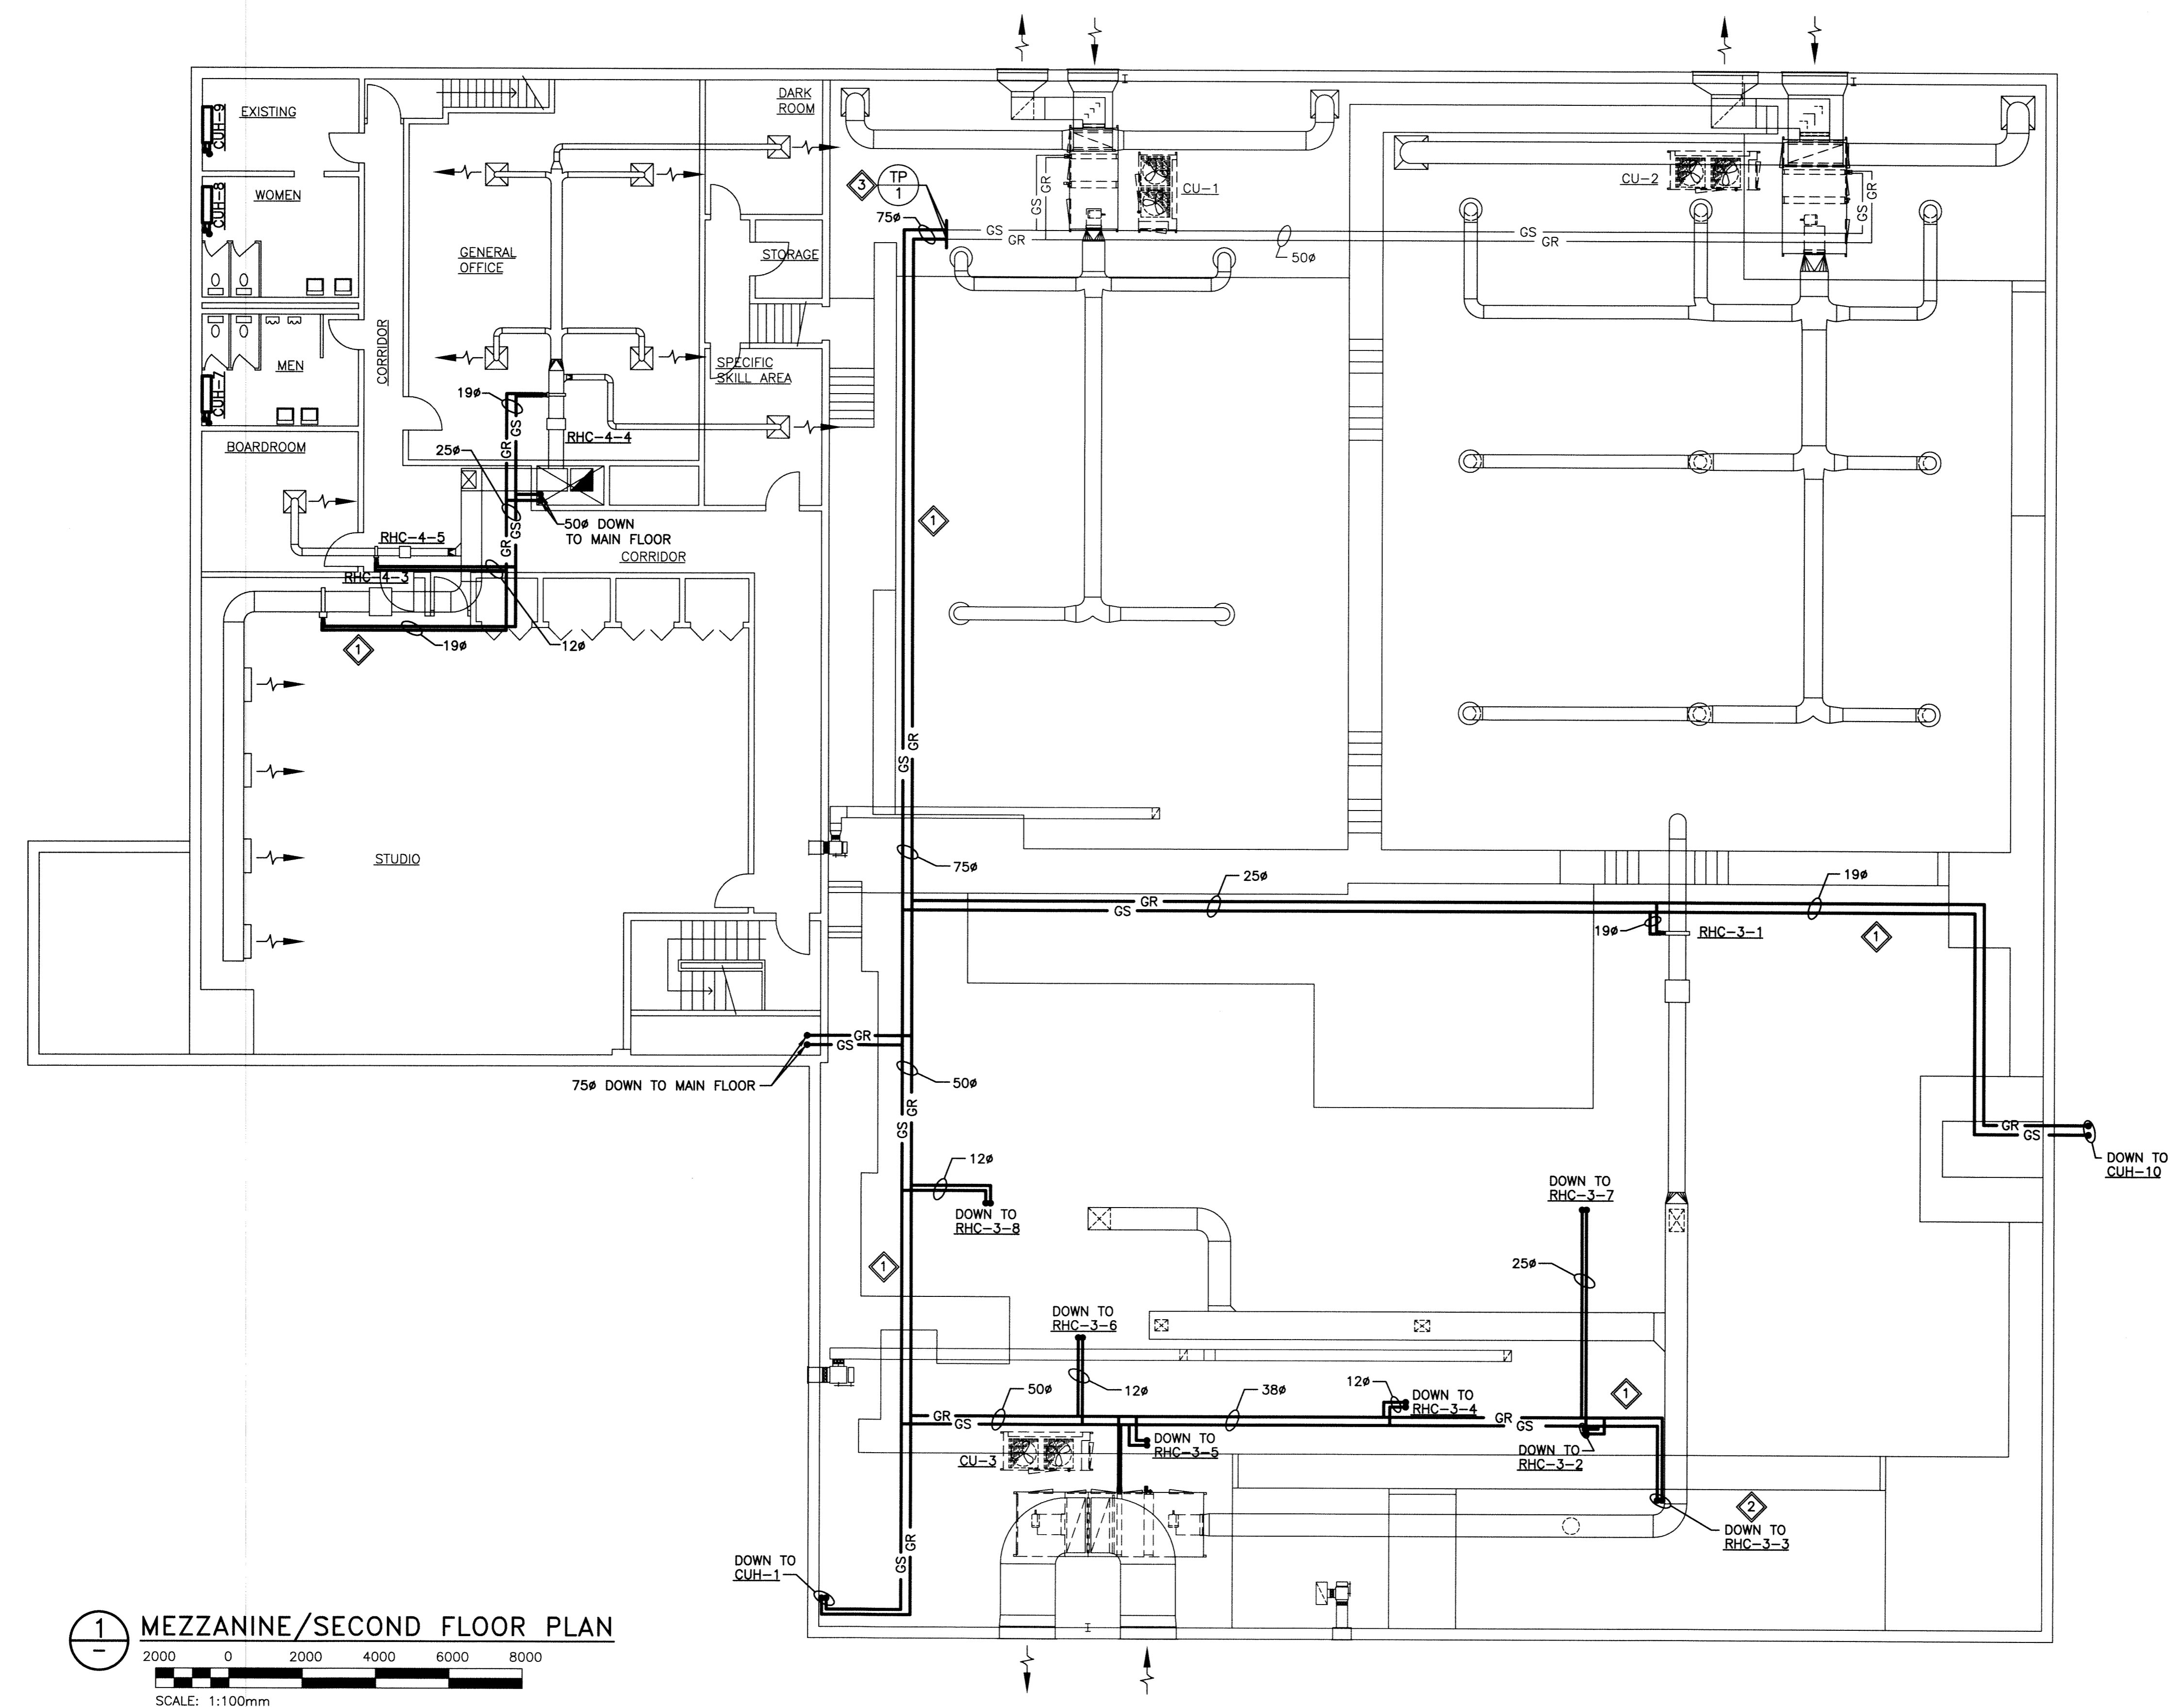 EXISTING
CUH-9
WOMEN
CUH-8
MEN
CUH-7
BOARDROOM
CORRIDOR
GENERAL
OFFICE
DARK
ROOM
STORAGE
SPECIFIC
SKILL AREA
19ø
GS
GR
RHC-4-4
25ø
GS
GR
50ø DOWN
TO MAIN FLOOR
CORRIDOR
RHC-4-5
RHC-4-3
1
19ø
12ø
STUDIO
3
TP
1
75ø
GS
GR
GS
GR
CU-1
50ø
GS
GR
CU-2
GS
GR
1
GR
GS
75ø
25ø
GR
GS
19ø
19ø
RHC-3-1
1
GR
GS
75ø DOWN TO MAIN FLOOR
50ø
GR
GS
GR
GS
DOWN TO
CUH-10
12ø
DOWN TO
RHC-3-8
1
DOWN TO
RHC-3-7
25ø
DOWN TO
RHC-3-6
12ø
50ø
GR
GS
38ø
12ø
DOWN TO
RHC-3-4
1
GR
GS
DOWN TO
RHC-3-5
DOWN TO
RHC-3-2
CU-3
2
DOWN TO
RHC-3-3
GR
GS
DOWN TO
CUH-1
1
–
MEZZANINE/SECOND FLOOR PLAN
2000 0 2000 4000 6000 8000
SCALE: 1:100mm